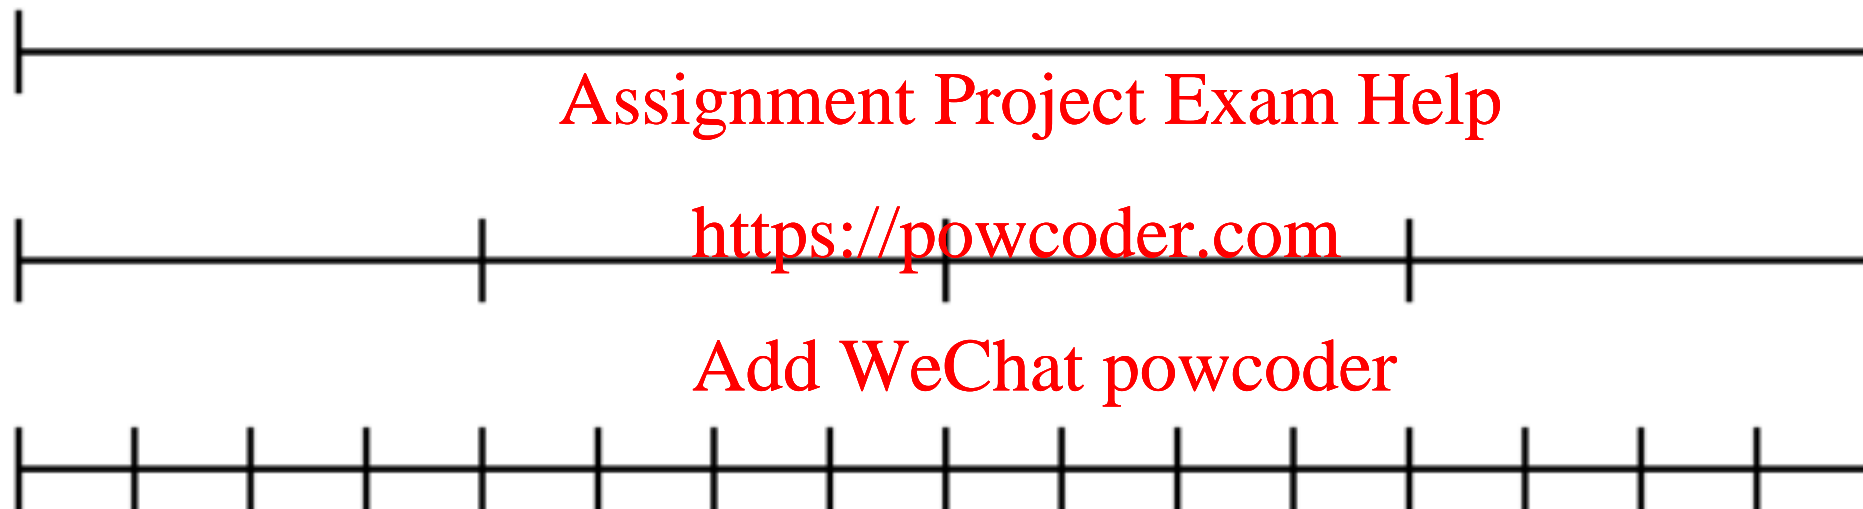 Assignment Project Exam Help
https://powcoder.com
Add WeChat powcoder